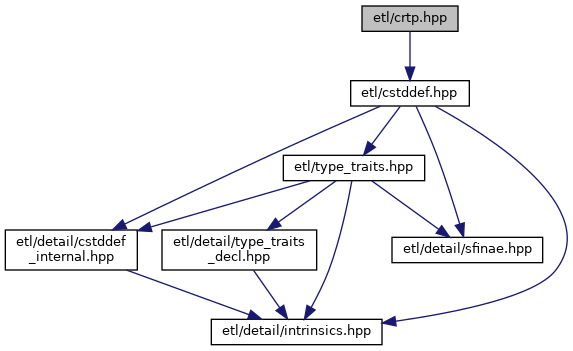 etl/crtp.hpp
etl/cstddef.hpp
etl/type_traits.hpp
etl/detail/cstddef
_internal.hpp
etl/detail/type_traits
_decl.hpp
etl/detail/sfinae.hpp
etl/detail/intrinsics.hpp